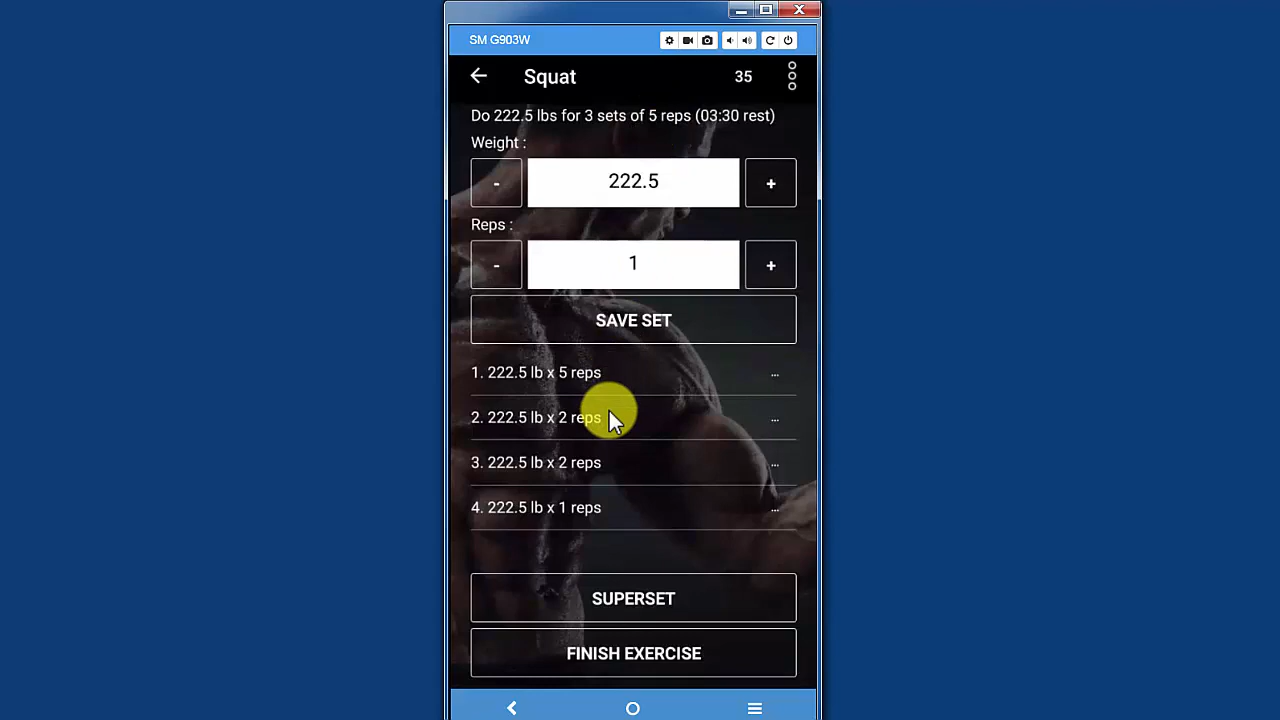 SM G903W
Squat 35
Do 222.5 lbs for 3 sets of 5 reps (03:30 rest)
Weight :
- 222.5 +
Reps :
- 1 +
SAVE SET
1. 222.5 lb x 5 reps ...
2. 222.5 lb x 2 reps ...
3. 222.5 lb x 2 reps ...
4. 222.5 lb x 1 reps ...
SUPERSET
FINISH EXERCISE